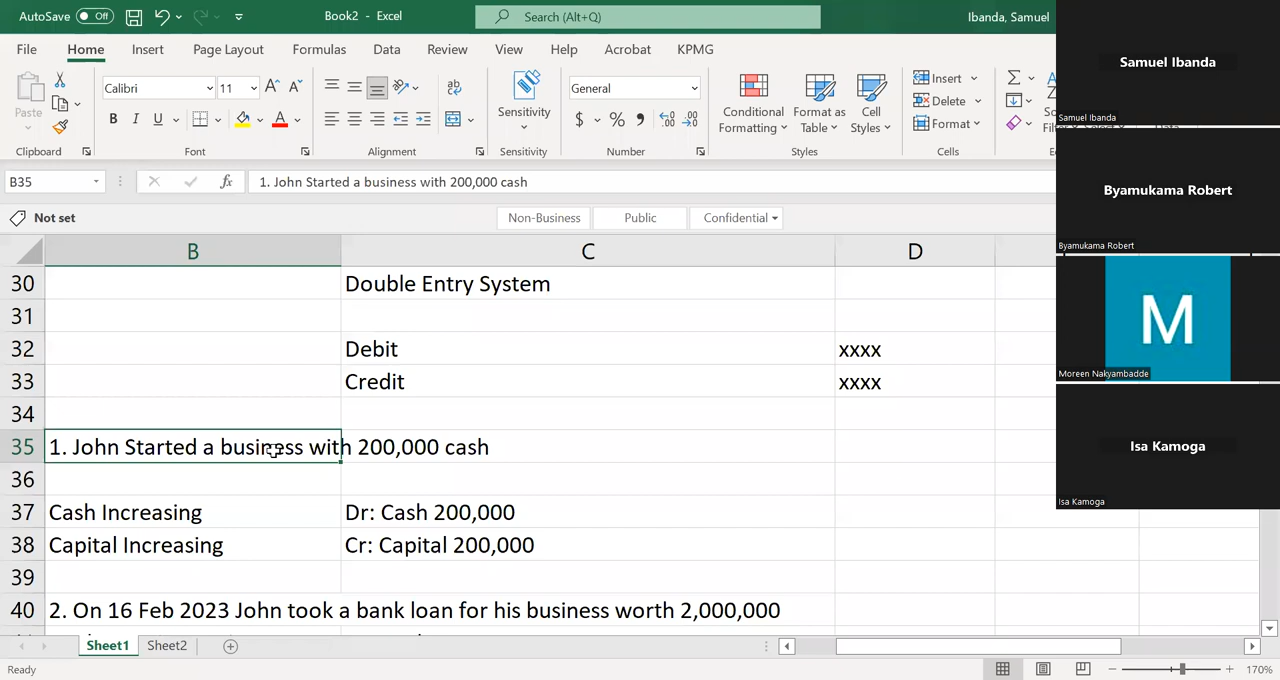 AutoSave Off Book2 - Excel Search (Alt+Q) Ibanda, Samuel
File Home Insert Page Layout Formulas Data Review View Help Acrobat KPMG
Paste
Calibri 11
General
Sensitivity
Conditional Formatting
Format as Table
Cell Styles
Insert
Delete
Format
Clipboard Font Alignment Sensitivity Number Styles Cells
B35 fx 1. John Started a business with 200,000 cash
Not set Non-Business Public Confidential
B C D
30 Double Entry System
31
32 Debit xxxx
33 Credit xxxx
34
35 1. John Started a business with 200,000 cash
36
37 Cash Increasing Dr: Cash 200,000
38 Capital Increasing Cr: Capital 200,000
39
40 2. On 16 Feb 2023 John took a bank loan for his business worth 2,000,000
Sheet1 Sheet2
Ready 170%
Samuel Ibanda
Samuel Ibanda
Byamukama Robert
Byamukama Robert
M
Moreen Nakyambadde
Isa Kamoga
Isa Kamoga